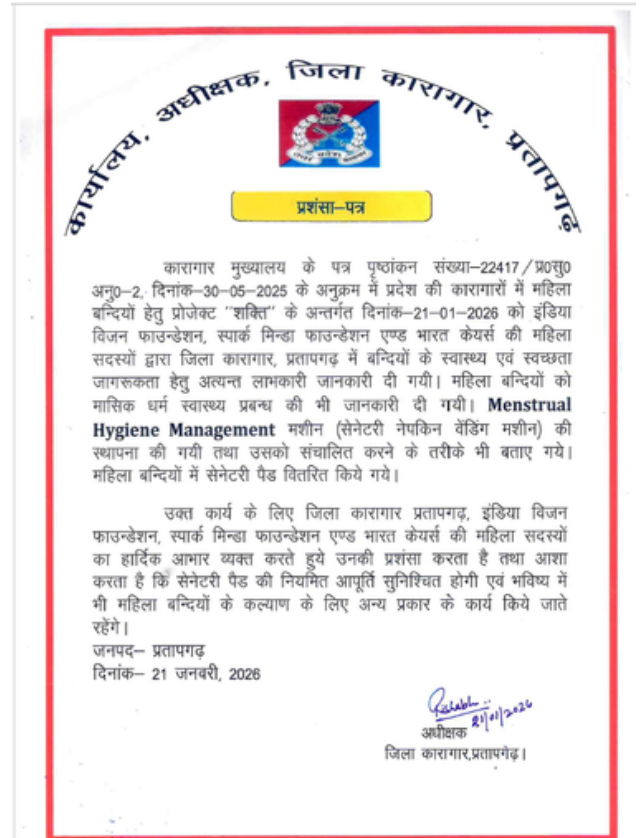 कार्यालय, अधीक्षक, जिला कारागार, प्रतापगढ़
उत्तर प्रदेश
प्रशंसा–पत्र
कारागार मुख्यालय के पत्र पृष्ठांकन संख्या–22417/प्र0सु0
अनु0–2, दिनांक–30–05–2025 के अनुक्रम में प्रदेश की कारागारों में महिला
बन्दियों हेतु प्रोजेक्ट "शक्ति" के अन्तर्गत दिनांक–21–01–2026 को इंडिया
विजन फाउन्डेशन, स्पार्क मिन्डा फाउन्डेशन एण्ड भारत केयर्स की महिला
सदस्यों द्वारा जिला कारागार, प्रतापगढ़ में बन्दियों के स्वास्थ्य एवं स्वच्छता
जागरूकता हेतु अत्यन्त लाभकारी जानकारी दी गयी। महिला बन्दियों को
मासिक धर्म स्वास्थ्य प्रबन्ध की भी जानकारी दी गयी। Menstrual
Hygiene Management मशीन (सेनेटरी नेपकिन वेंडिंग मशीन) की
स्थापना की गयी तथा उसको संचालित करने के तरीके भी बताए गये।
महिला बन्दियों में सेनेटरी पैड वितरित किये गये।
उक्त कार्य के लिए जिला कारागार प्रतापगढ़, इंडिया विजन
फाउन्डेशन, स्पार्क मिन्डा फाउन्डेशन एण्ड भारत केयर्स की महिला सदस्यों
का हार्दिक आभार व्यक्त करते हुये उनकी प्रशंसा करता है तथा आशा
करता है कि सेनेटरी पैड की नियमित आपूर्ति सुनिश्चित होगी एवं भविष्य में
भी महिला बन्दियों के कल्याण के लिए अन्य प्रकार के कार्य किये जाते
रहेंगे।
जनपद– प्रतापगढ़
दिनांक– 21 जनवरी, 2026
Rishabh
21/01/2026
अधीक्षक
जिला कारागार,प्रतापगढ़।